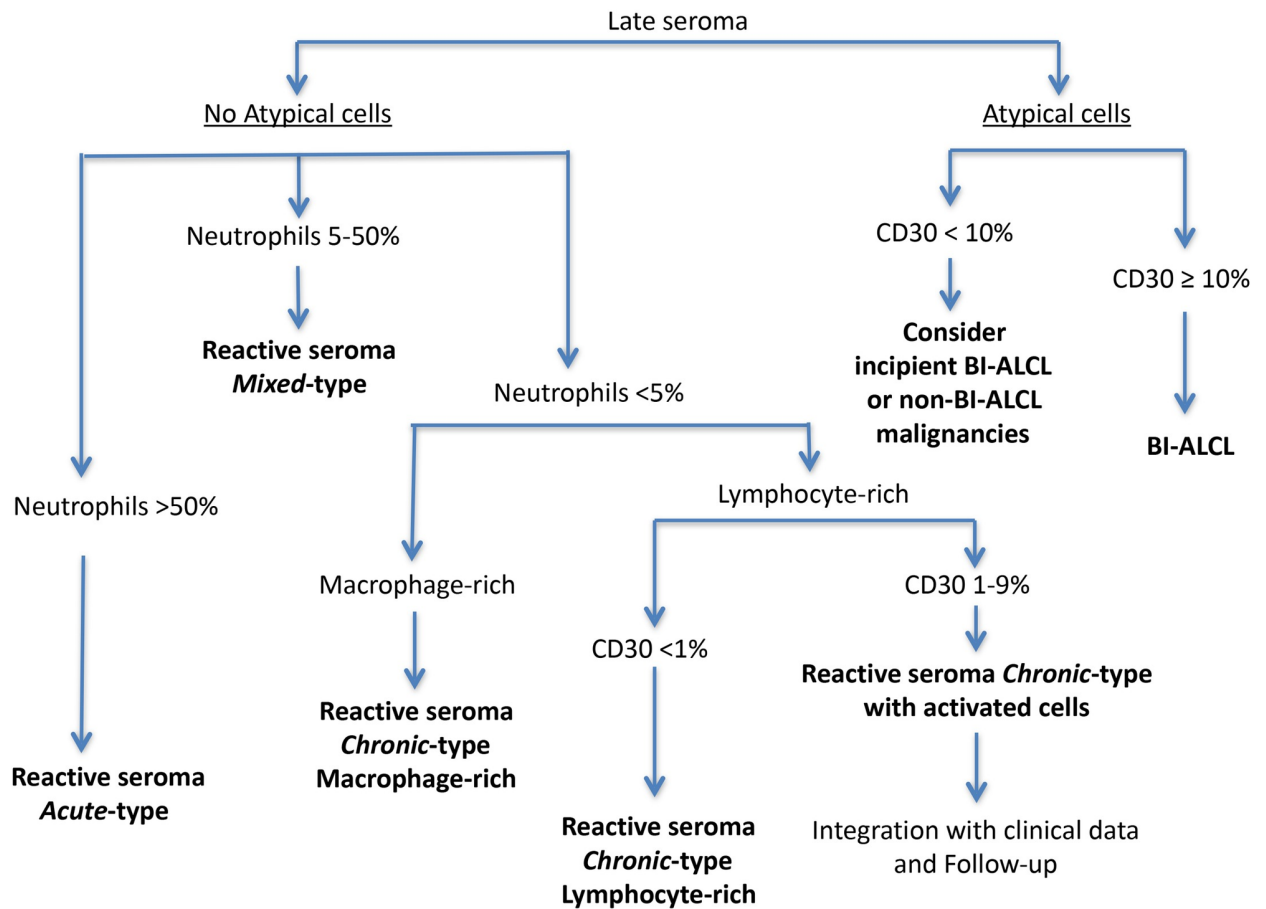 Late seroma
No Atypical cells
Atypical cells
Neutrophils 5-50%
CD30 < 10%
CD30 ≥ 10%
Reactive seroma
Mixed-type
Consider
incipient BI-ALCL
or non-BI-ALCL
malignancies
Neutrophils <5%
BI-ALCL
Neutrophils >50%
Lymphocyte-rich
Macrophage-rich
CD30 1-9%
CD30 <1%
Reactive seroma Chronic-type
with activated cells
Reactive seroma
Chronic-type
Macrophage-rich
Reactive seroma
Acute-type
Reactive seroma
Chronic-type
Lymphocyte-rich
Integration with clinical data
and Follow-up